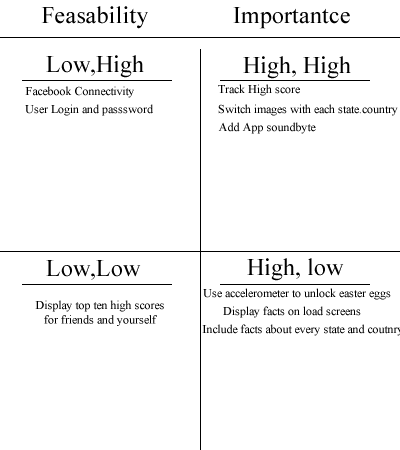 Feasability Importantce
Low,High
Facebook Connectivity
User Login and passsword
High, High
Track High score
Switch images with each state.country
Add App soundbyte
Low,Low
Display top ten high scores
for friends and yourself
High, low
Use accelerometer to unlock easter eggs
Display facts on load screens
Include facts about every state and coutnry